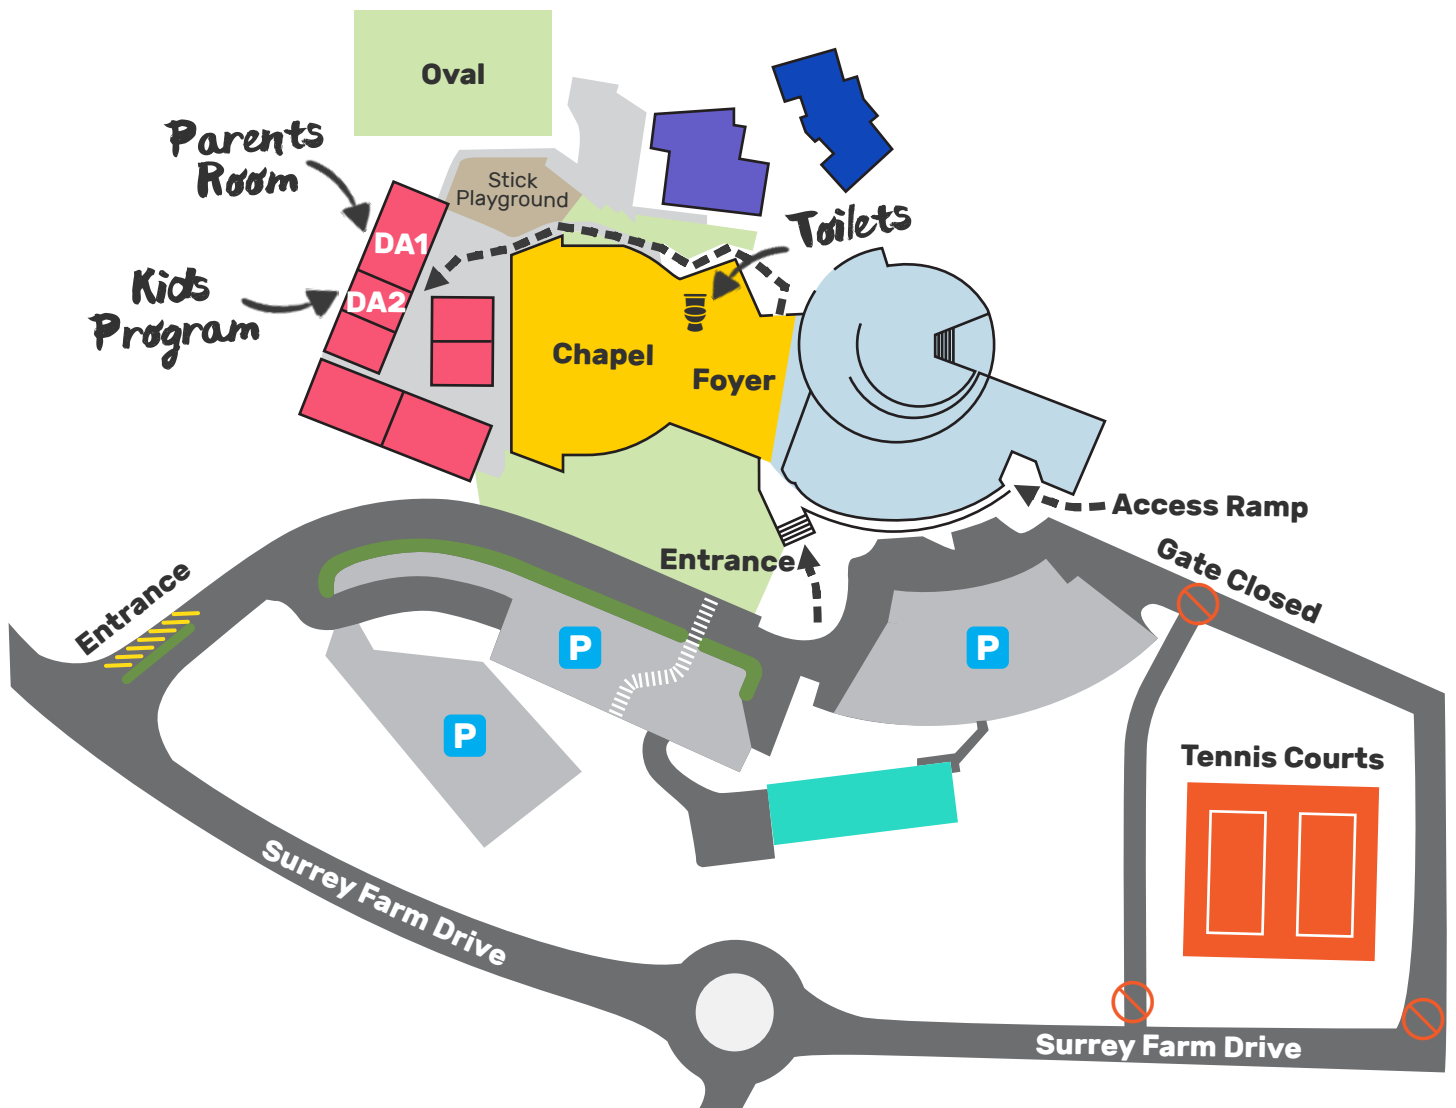 Oval
Parents
Room
Stick
Playground
Toilets
DA1
Kids
Program
DA2
Chapel
Foyer
Access Ramp
Entrance
Gate Closed
Entrance
P
P
P
Tennis Courts
Surrey Farm Drive
Surrey Farm Drive